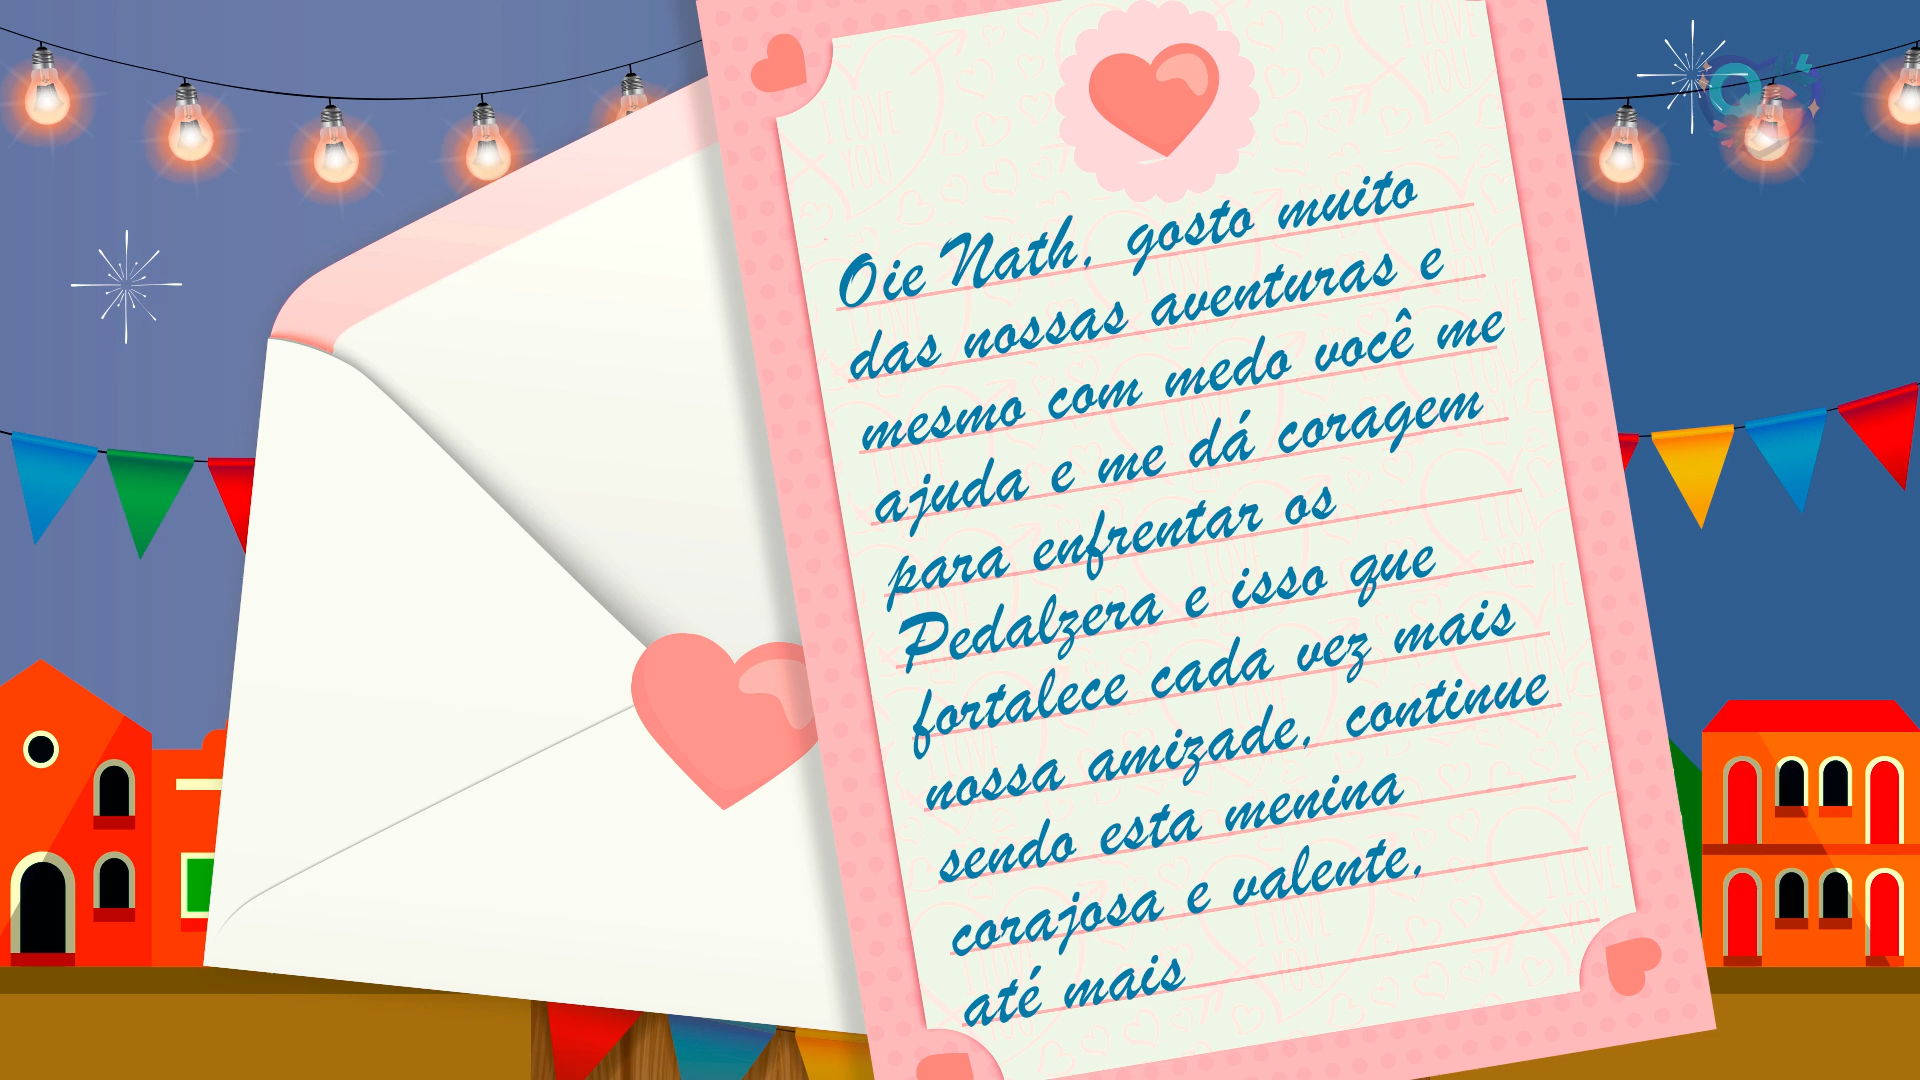 Oie Nath, gosto muito
das nossas aventuras e
mesmo com medo você me
ajuda e me dá coragem
para enfrentar os
Pedalzera e isso que
fortalece cada vez mais
nossa amizade, continue
sendo esta menina
corajosa e valente,
até mais